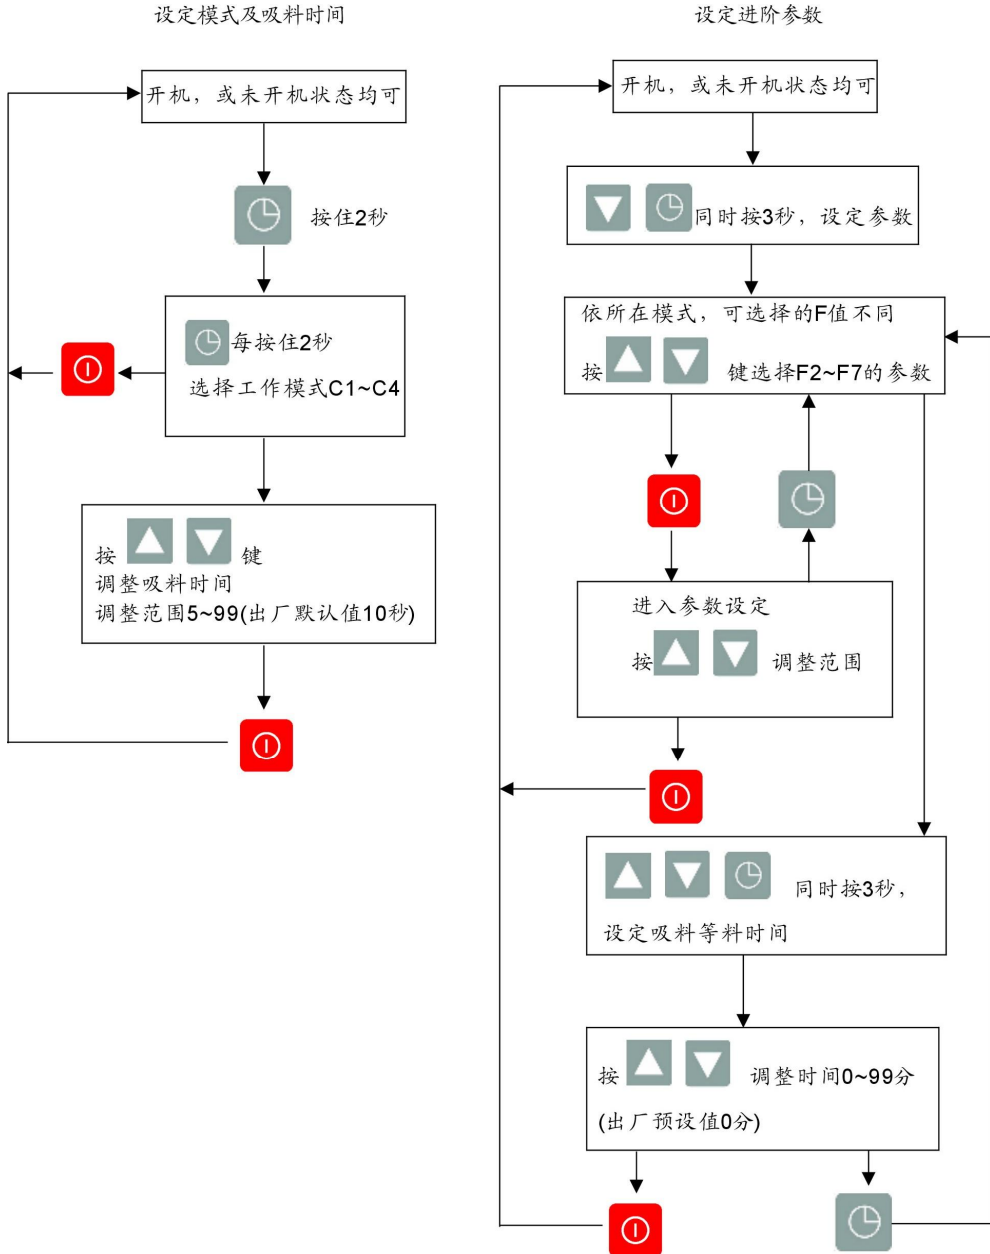 设定模式及吸料时间
开机，或未开机状态均可
按住2秒
每按住2秒
选择工作模式C1~C4
按 键
调整吸料时间
调整范围5~99(出厂默认值10秒)
设定进阶参数
开机，或未开机状态均可
同时按3秒，设定参数
依所在模式，可选择的F值不同
按 键选择F2~F7的参数
进入参数设定
按 调整范围
同时按3秒，
设定吸料等料时间
按 调整时间0~99分
(出厂预设值0分)